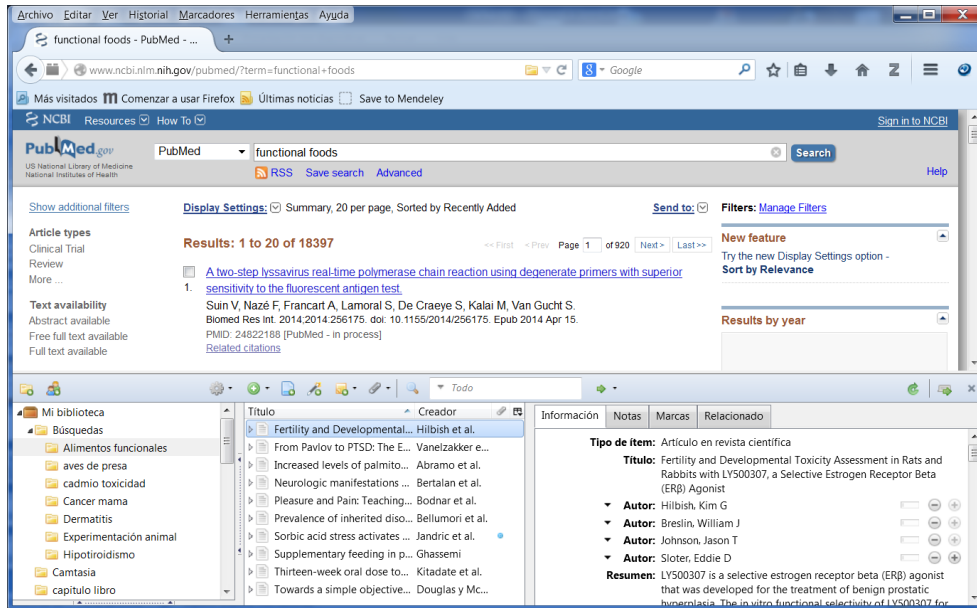 Archivo Editar Ver Historial Marcadores Herramientas Ayuda
functional foods - PubMed - ... +
www.ncbi.nlm.nih.gov/pubmed/?term=functional+foods Google
Más visitados Comenzar a usar Firefox Últimas noticias Save to Mendeley
NCBI Resources How To Sign in to NCBI
PubMed.gov PubMed functional foods Search
US National Library of Medicine
National Institutes of Health
RSS Save search Advanced Help
Show additional filters Display Settings: Summary, 20 per page, Sorted by Recently Added Send to: Filters: Manage Filters
Article types
Clinical Trial
Review
More ...
Text availability
Abstract available
Free full text available
Full text available
Results: 1 to 20 of 18397 << First < Prev Page 1 of 920 Next > Last >>
1. A two-step lyssavirus real-time polymerase chain reaction using degenerate primers with superior
sensitivity to the fluorescent antigen test.
Suin V, Nazé F, Francart A, Lamoral S, De Craeye S, Kalai M, Van Gucht S.
Biomed Res Int. 2014;2014:256175. doi: 10.1155/2014/256175. Epub 2014 Apr 15.
PMID: 24822188 [PubMed - in process]
Related citations
New feature
Try the new Display Settings option -
Sort by Relevance
Results by year
Todo
Mi biblioteca
Búsquedas
Alimentos funcionales
aves de presa
cadmio toxicidad
Cancer mama
Dermatitis
Experimentación animal
Hipotiroidismo
Camtasia
capitulo libro
Título Creador
Fertility and Developmental... Hilbish et al.
From Pavlov to PTSD: The E... Vanelzakker e...
Increased levels of palmito... Abramo et al.
Neurologic manifestations ... Bertalan et al.
Pleasure and Pain: Teaching... Bodnar et al.
Prevalence of inherited diso... Bellumori et al.
Sorbic acid stress activates ... Jandric et al.
Supplementary feeding in p... Ghassemi
Thirteen-week oral dose to... Kitadate et al.
Towards a simple objective... Douglas y Mc...
Información Notas Marcas Relacionado
Tipo de ítem: Artículo en revista científica
Título: Fertility and Developmental Toxicity Assessment in Rats and
Rabbits with LY500307, a Selective Estrogen Receptor Beta
(ERβ) Agonist
Autor: Hilbish, Kim G
Autor: Breslin, William J
Autor: Johnson, Jason T
Autor: Sloter, Eddie D
Resumen: LY500307 is a selective estrogen receptor beta (ERβ) agonist
that was developed for the treatment of benign prostatic
hyperplasia. The in vitro functional selectivity of LY500307 for